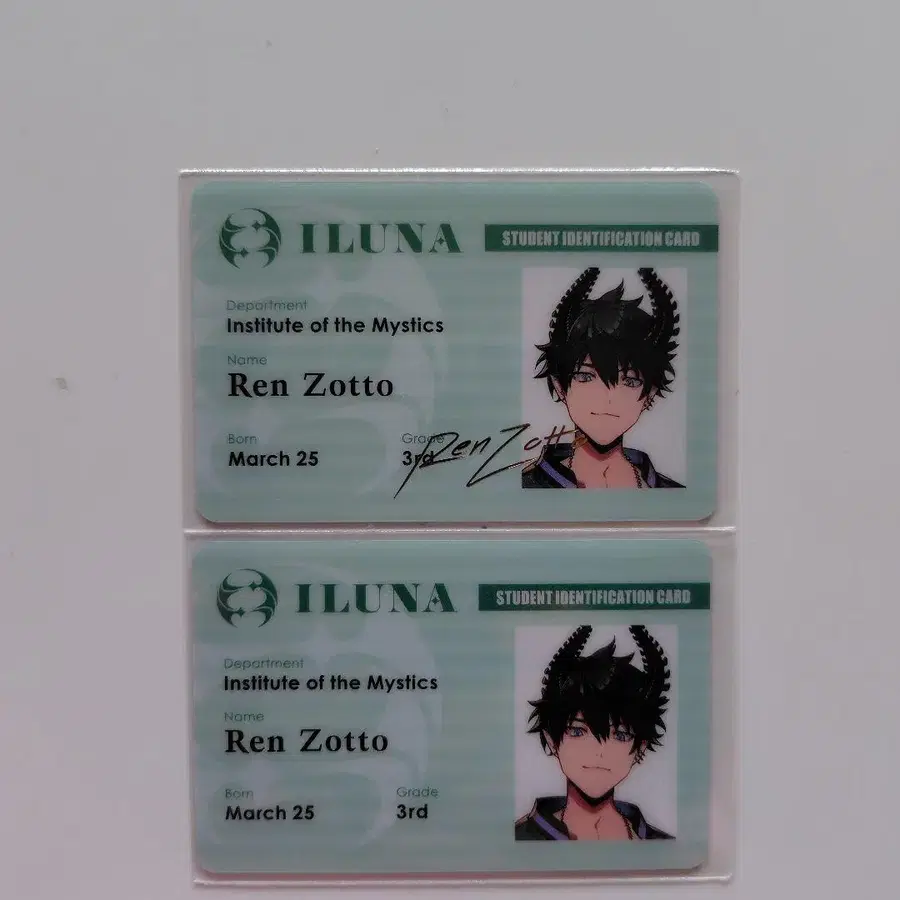 ILUNA STUDENT IDENTIFICATION CARD
Department
Institute of the Mystics
Name
Ren Zotto
Born Grade
March 25 3rd
Ren Zotto
ILUNA STUDENT IDENTIFICATION CARD
Department
Institute of the Mystics
Name
Ren Zotto
Born Grade
March 25 3rd